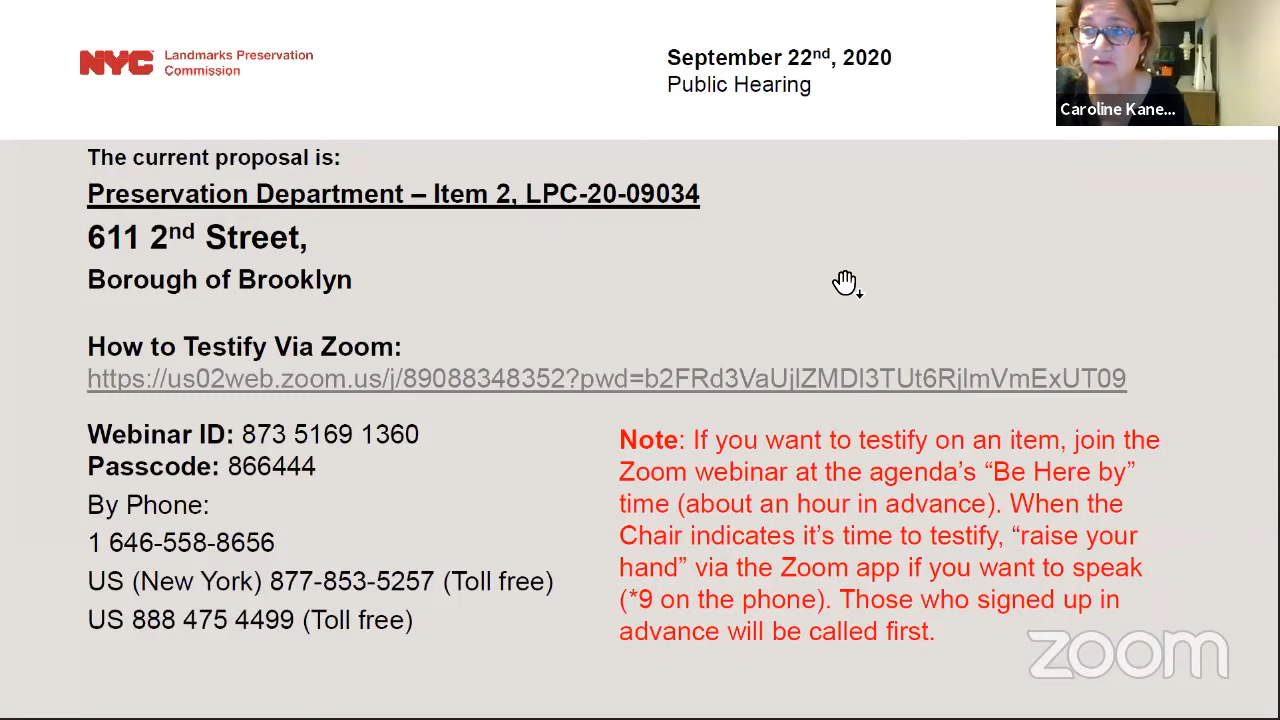 NYC Landmarks Preservation
Commission
September 22nd, 2020
Public Hearing
Caroline Kane...
The current proposal is:
Preservation Department – Item 2, LPC-20-09034
611 2nd Street,
Borough of Brooklyn
How to Testify Via Zoom:
https://us02web.zoom.us/j/89088348352?pwd=b2FRd3VaUjlZMDl3TUt6RjlmVmExUT09
Webinar ID: 873 5169 1360
Passcode: 866444
By Phone:
1 646-558-8656
US (New York) 877-853-5257 (Toll free)
US 888 475 4499 (Toll free)
Note: If you want to testify on an item, join the
Zoom webinar at the agenda’s “Be Here by”
time (about an hour in advance). When the
Chair indicates it’s time to testify, “raise your
hand” via the Zoom app if you want to speak
(*9 on the phone). Those who signed up in
advance will be called first.
zoom